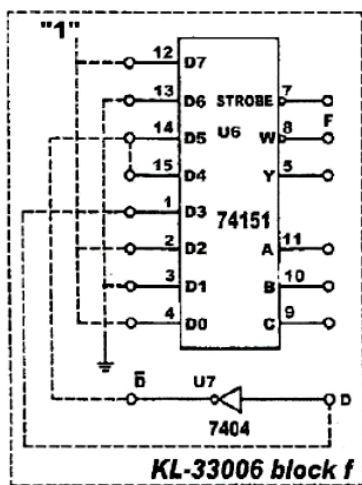 "1"
12 D7
13 D6 STROBE 7
14 D5 U6 W 8 F
15 D4 Y 5
1 D3 74151
2 D2 A 11
3 D1 B 10
4 D0 C 9
D̅ U7 D
7404
KL-33006 block f